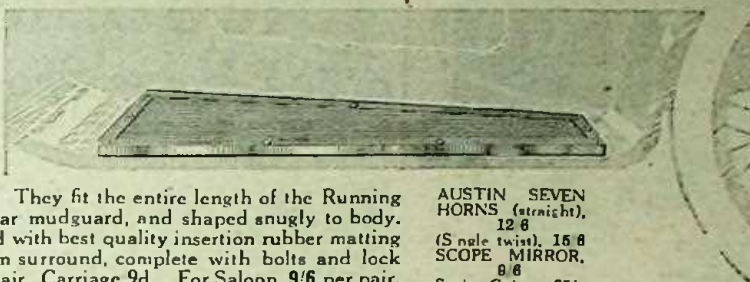 They fit the entire length of the Running
ar mudguard, and shaped snugly to body.
d with best quality insertion rubber matting
m surround, complete with bolts and lock
air. Carriage 9d. For Saloon, 9/6 per pair.
AUSTIN SEVEN
HORNS (straight),
12 6
(S ngle twist), 15 6
SCOPE MIRROR,
9 6